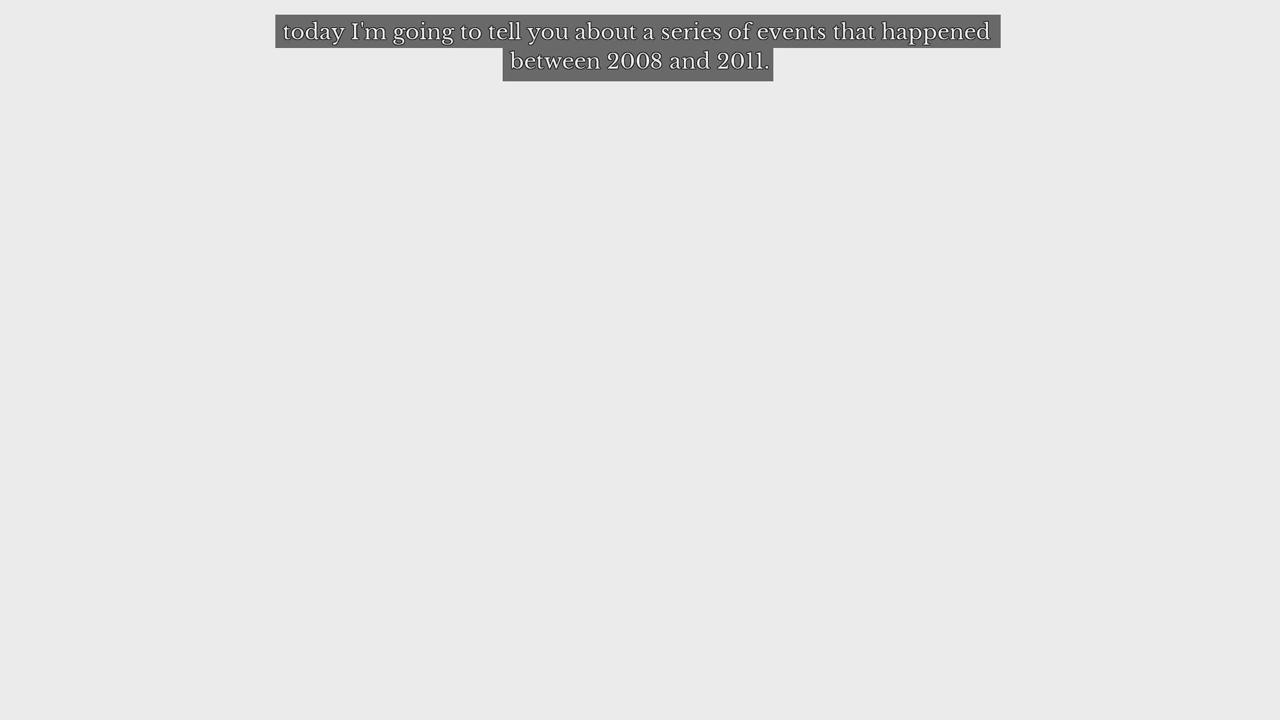 today I'm going to tell you about a series of events that happened
between 2008 and 2011.